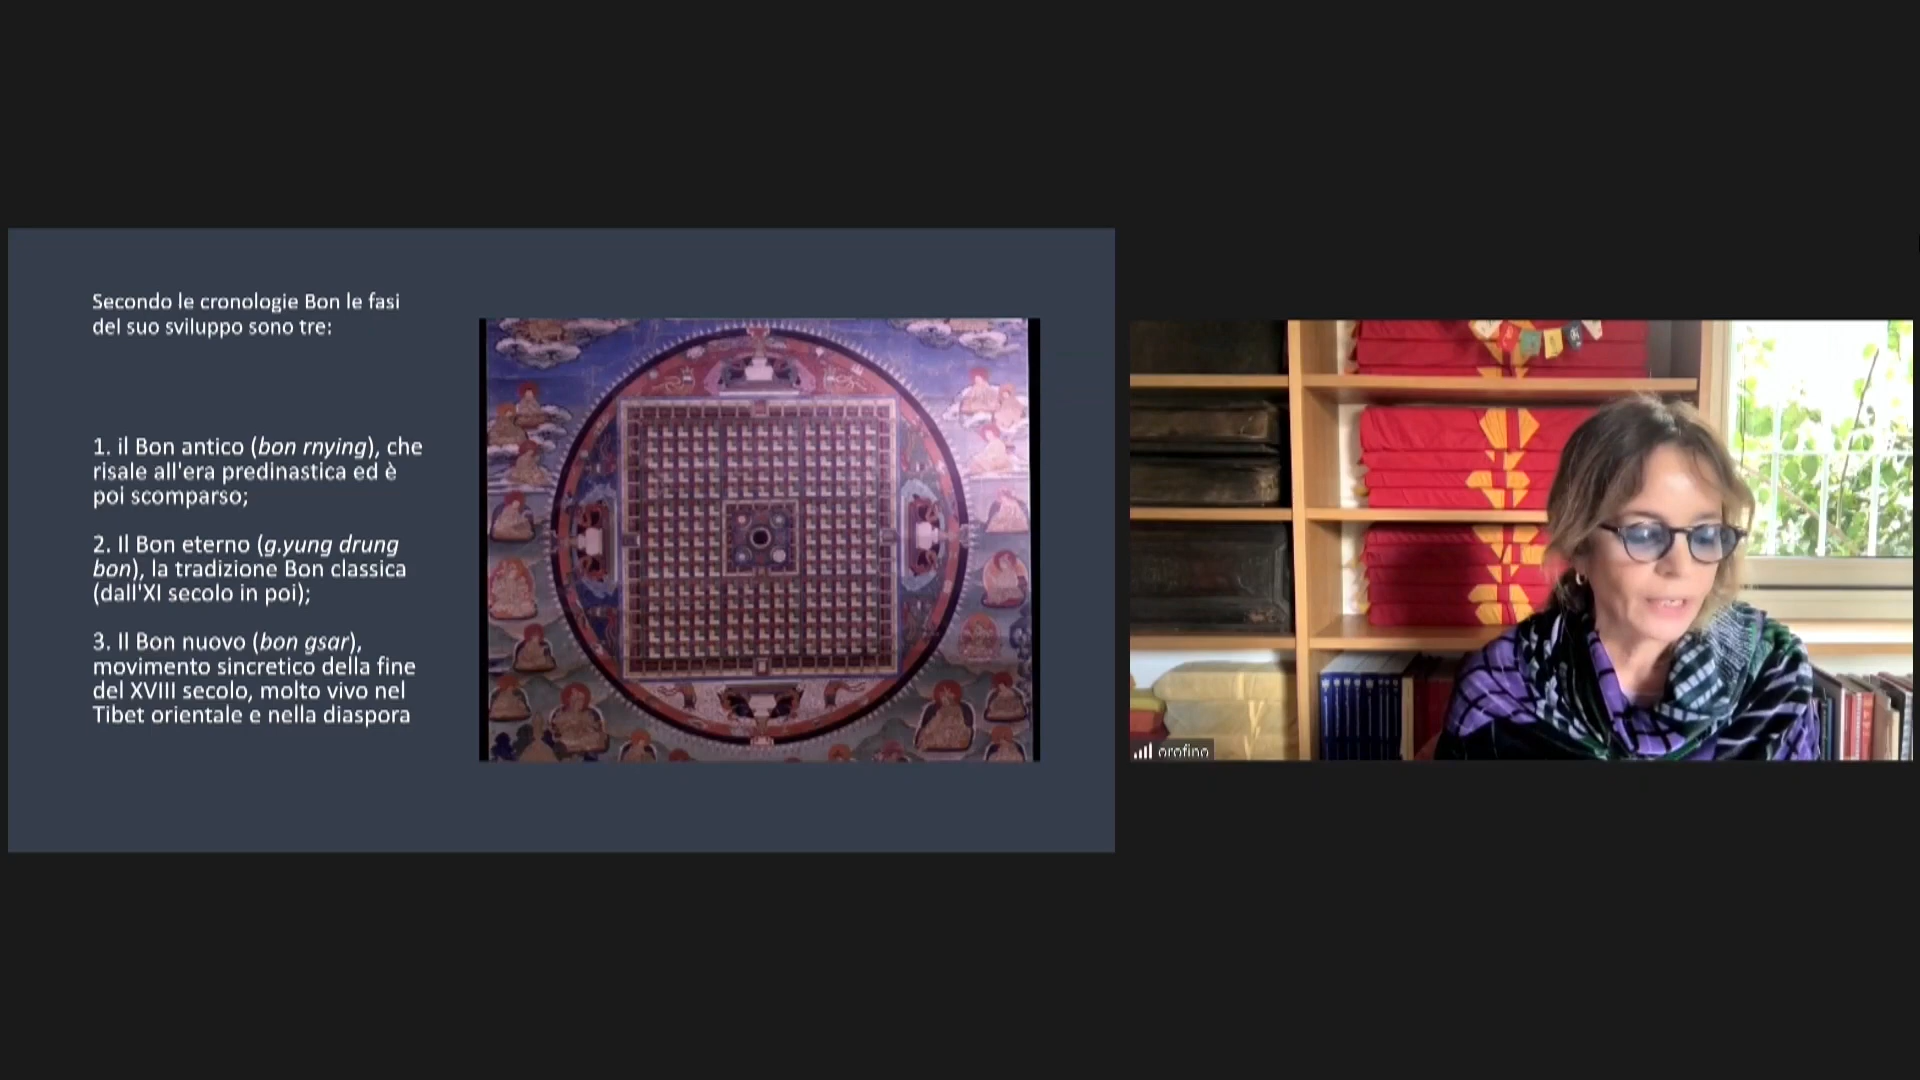 Secondo le cronologie Bon le fasi
del suo sviluppo sono tre:
1. il Bon antico (bon rnying), che
risale all'era predinastica ed è
poi scomparso;
2. Il Bon eterno (g.yung drung
bon), la tradizione Bon classica
(dall'XI secolo in poi);
3. Il Bon nuovo (bon gsar),
movimento sincretico della fine
del XVIII secolo, molto vivo nel
Tibet orientale e nella diaspora
orofino